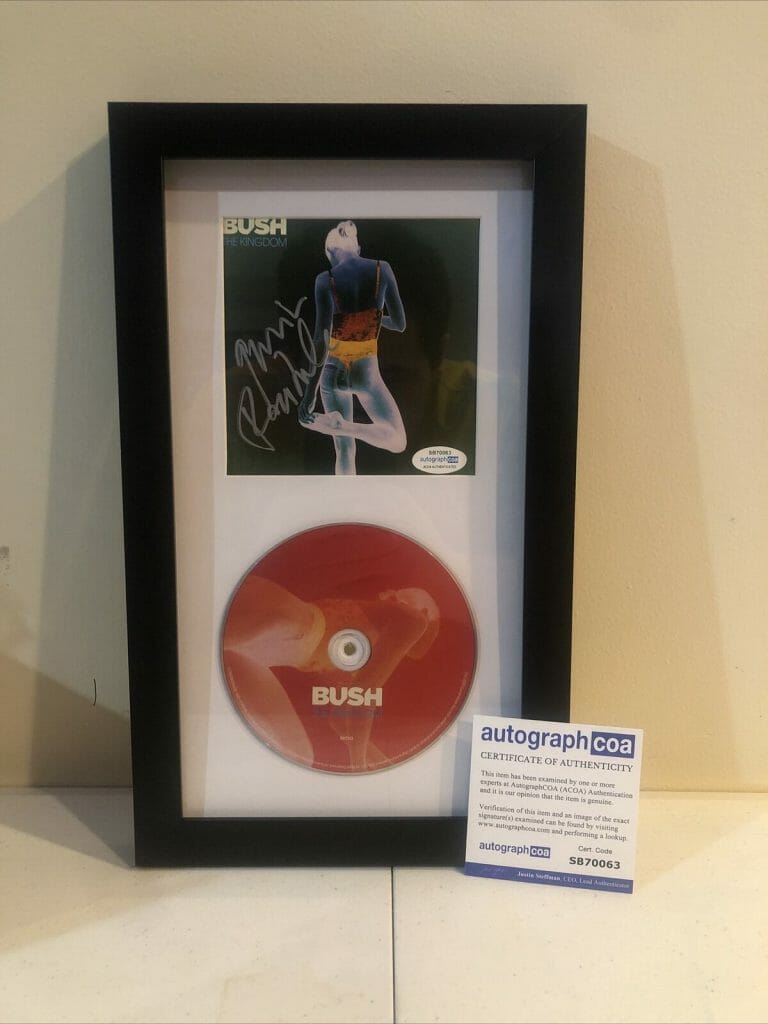 BUSH
THE KINGDOM
SB70063
autographcoa
ACOA AUTHENTICATED
BUSH
autographcoa
CERTIFICATE OF AUTHENTICITY
This item has been examined by one or more
experts at AutographCOA (ACOA) Authentication
and it is our opinion that the item is genuine.
Verification of this item and an image of the exact
signature(s) examined can be found by visiting
www.autographcoa.com and performing a lookup.
autographcoa
Cert. Code
SB70063
Justin Steffman, CEO, Lead Authenticator